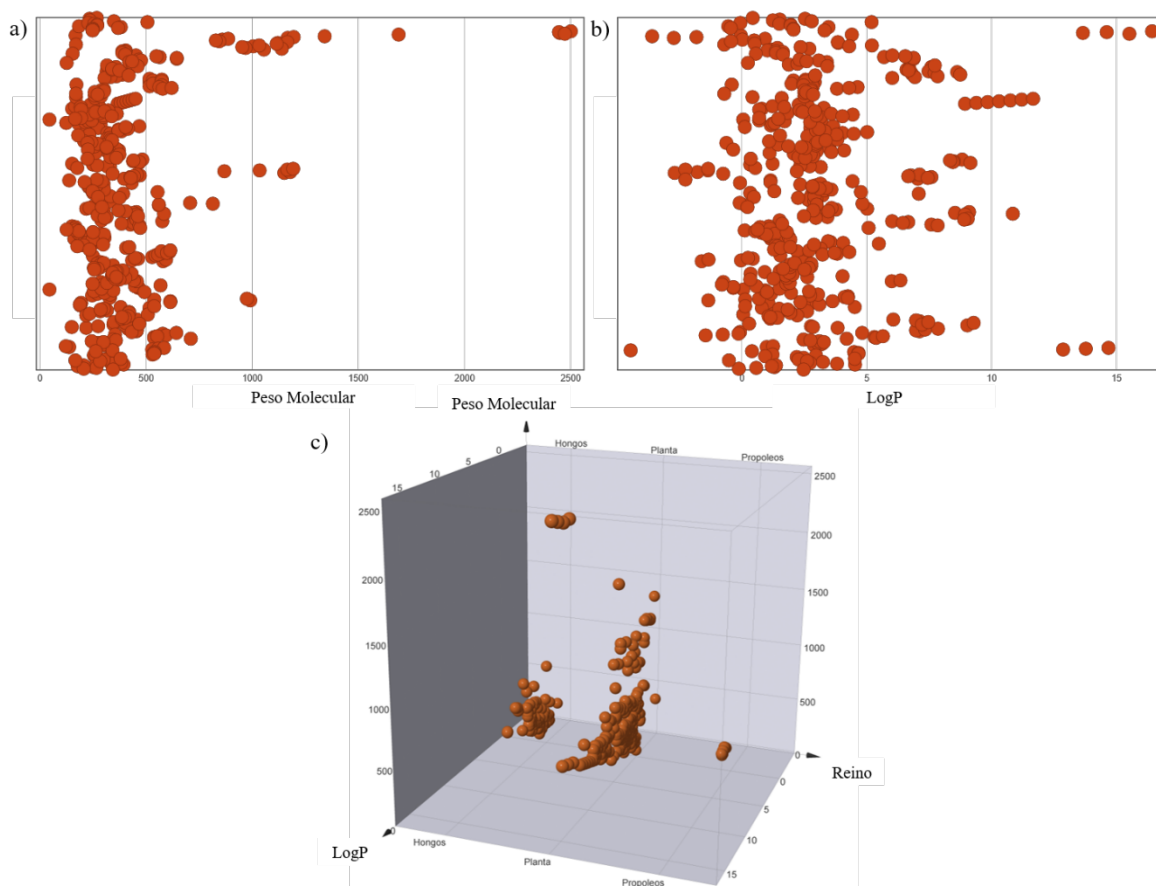 a)
b)
0 500 1000 1500 2000 2500
0 5 10 15
Peso Molecular
Peso Molecular
LogP
c)
Hongos Planta Propoleos
0 5 10 15
2500
2000
1500
1000
500
0
2500
2000
1500
1000
500
0
Reino
0
5
10
15
LogP
Hongos
Planta
Propoleos